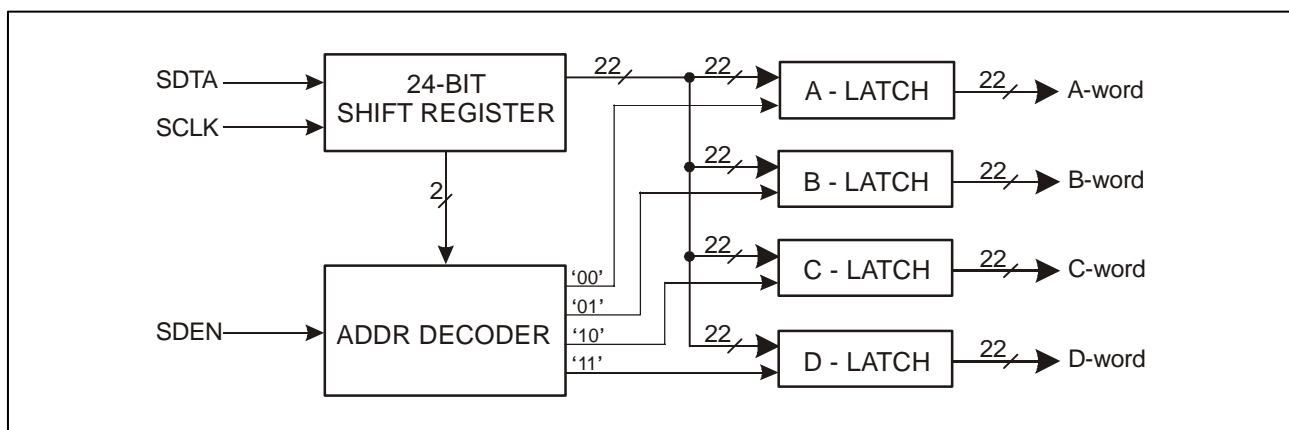 SDTA
SCLK
24-BIT
SHIFT REGISTER
22
22
A - LATCH
22
A-word
2
22
B - LATCH
22
B-word
SDEN
ADDR DECODER
‘00’
‘01’
‘10’
‘11’
22
C - LATCH
22
C-word
22
D - LATCH
22
D-word